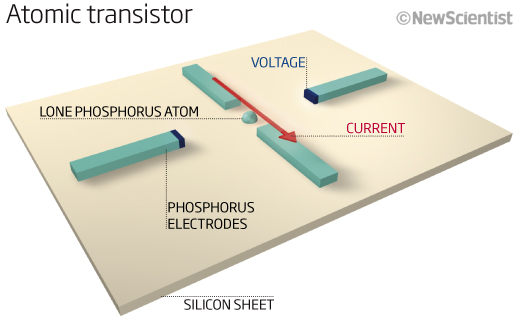 Atomic transistor
©NewScientist
VOLTAGE
LONE PHOSPHORUS ATOM
CURRENT
PHOSPHORUS
ELECTRODES
SILICON SHEET